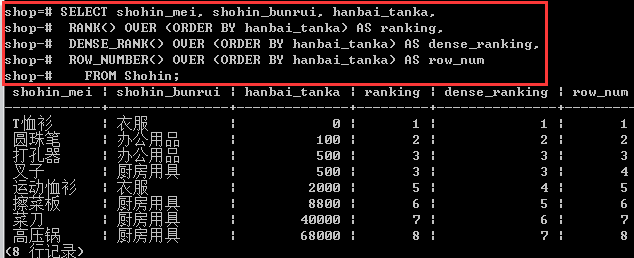 shop=# SELECT shohin_mei, shohin_bunrui, hanbai_tanka,
shop-#  RANK() OVER (ORDER BY hanbai_tanka) AS ranking,
shop-#  DENSE_RANK() OVER (ORDER BY hanbai_tanka) AS dense_ranking,
shop-#  ROW_NUMBER() OVER (ORDER BY hanbai_tanka) AS row_num
shop-#    FROM Shohin;
shohin_mei ¦ shohin_bunrui ¦ hanbai_tanka ¦ ranking ¦ dense_ranking ¦ row_num
T恤衫 ¦ 衣服 ¦ 0 ¦ 1 ¦ 1 ¦ 1
圆珠笔 ¦ 办公用品 ¦ 100 ¦ 2 ¦ 2 ¦ 2
打孔器 ¦ 办公用品 ¦ 500 ¦ 3 ¦ 3 ¦ 3
叉子 ¦ 厨房用具 ¦ 500 ¦ 3 ¦ 3 ¦ 4
运动恤衫 ¦ 衣服 ¦ 2000 ¦ 5 ¦ 4 ¦ 5
擦菜板 ¦ 厨房用具 ¦ 8800 ¦ 6 ¦ 5 ¦ 6
菜刀 ¦ 厨房用具 ¦ 40000 ¦ 7 ¦ 6 ¦ 7
高压锅 ¦ 厨房用具 ¦ 68000 ¦ 8 ¦ 7 ¦ 8
(8 行记录)